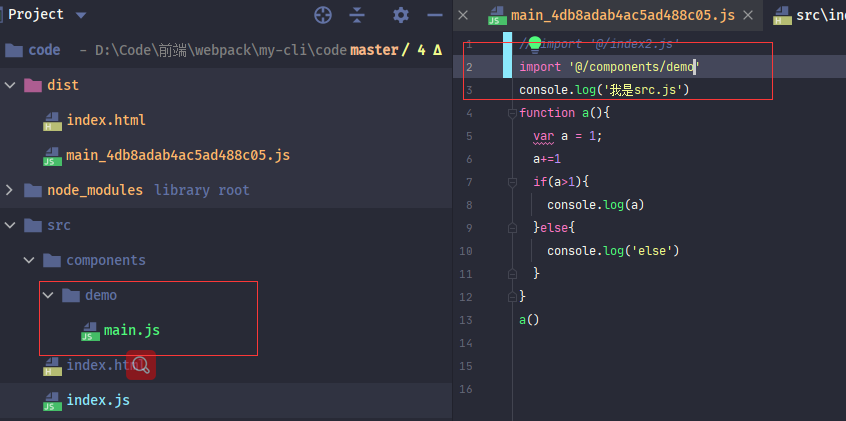 Project
code – D:\Code\前端\webpack\my-cli\code master / 4 Δ
dist
index.html
main_4db8adab4ac5ad488c05.js
node_modules library root
src
components
demo
main.js
index.html
index.js
main_4db8adab4ac5ad488c05.js
src\ind
1 // import '@/index2.js'
2 import '@/components/demo'
3 console.log('我是src.js')
4 function a(){
5 var a = 1;
6 a+=1
7 if(a>1){
8 console.log(a)
9 }else{
10 console.log('else')
11 }
12 }
13 a()
14
15
16